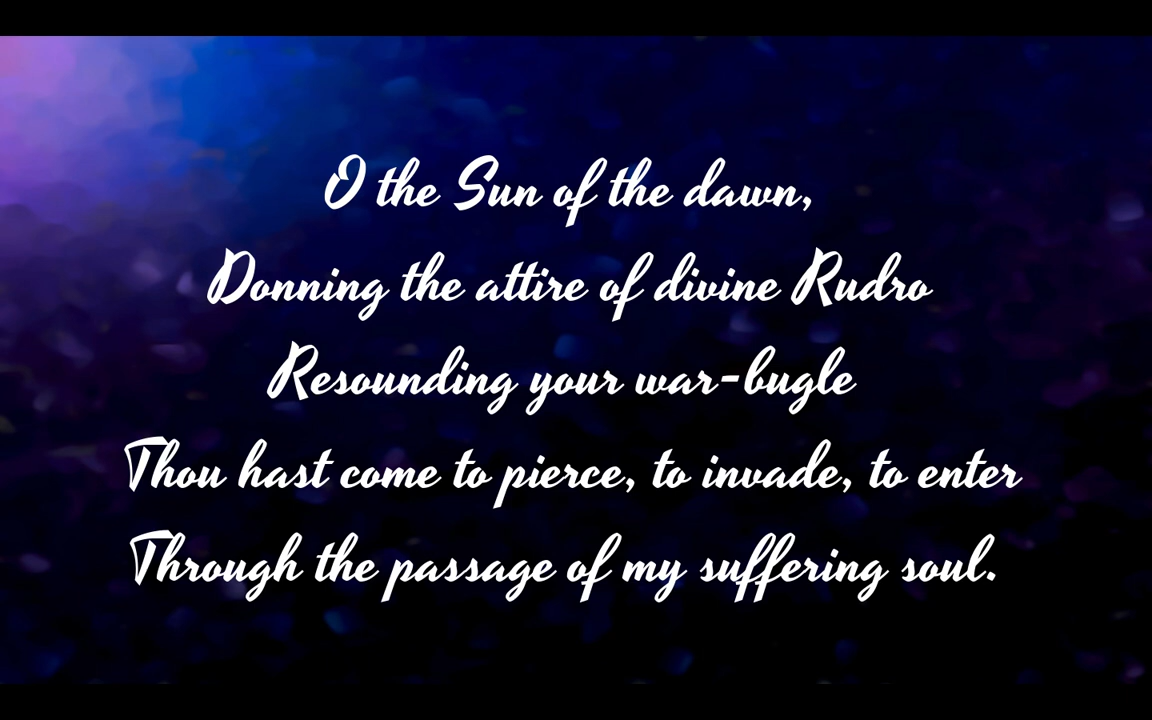 O the Sun of the dawn,
Donning the attire of divine Rudro
Resounding your war-bugle
Thou hast come to pierce, to invade, to enter
Through the passage of my suffering soul.